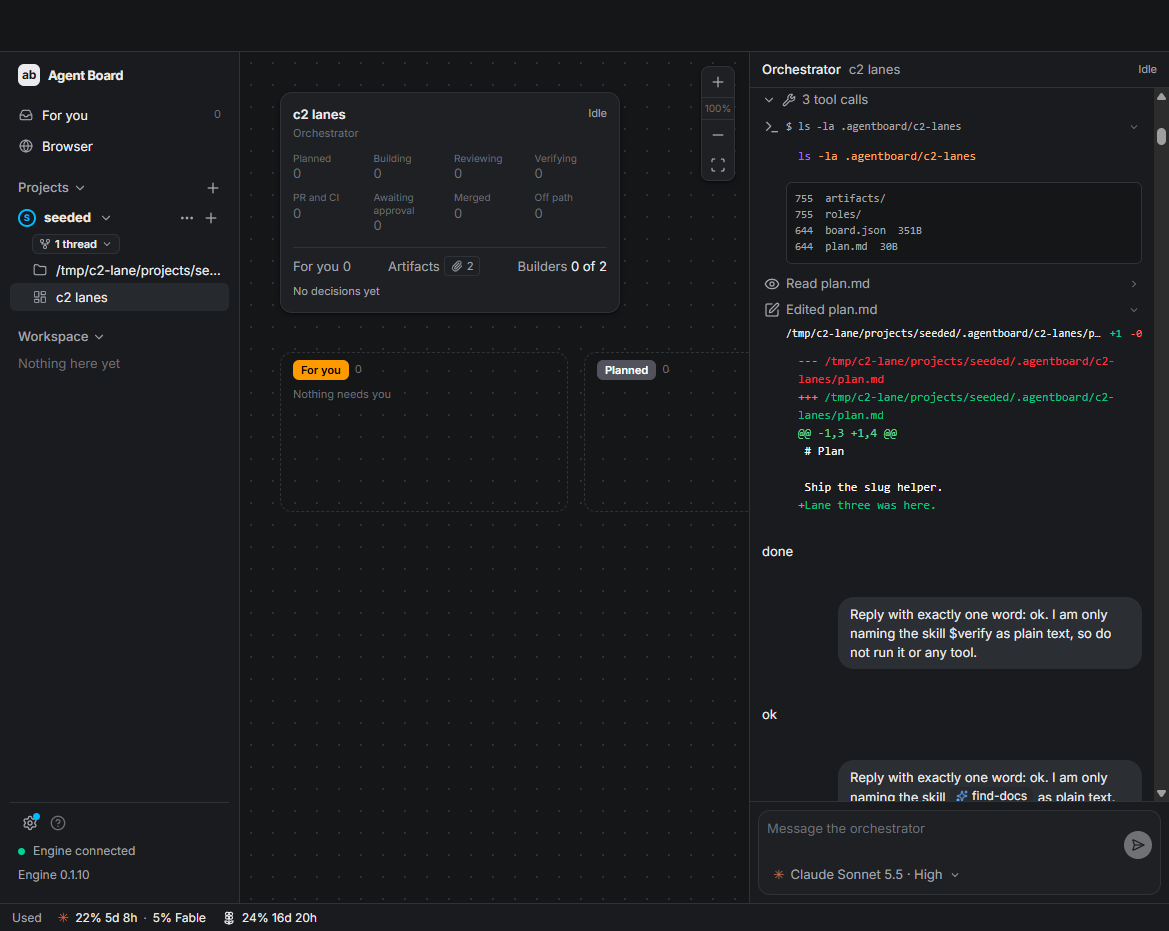 ab Agent Board
For you 0
Browser
Projects
S seeded
1 thread
/tmp/c2-lane/projects/se...
c2 lanes
Workspace
Nothing here yet
Engine connected
Engine 0.1.10
c2 lanes Idle
Orchestrator
Planned Building Reviewing Verifying
0 0 0 0
PR and CI Awaiting approval Merged Off path
0 0 0 0
For you 0 Artifacts 2 Builders 0 of 2
No decisions yet
100%
For you 0
Nothing needs you
Planned 0
Orchestrator c2 lanes Idle
3 tool calls
$ ls -la .agentboard/c2-lanes
ls -la .agentboard/c2-lanes
755 artifacts/
755 roles/
644 board.json 351B
644 plan.md 30B
Read plan.md
Edited plan.md
/tmp/c2-lane/projects/seeded/.agentboard/c2-lanes/p… +1 -0
--- /tmp/c2-lane/projects/seeded/.agentboard/c2-
lanes/plan.md
+++ /tmp/c2-lane/projects/seeded/.agentboard/c2-
lanes/plan.md
@@ -1,3 +1,4 @@
# Plan
Ship the slug helper.
+Lane three was here.
done
Reply with exactly one word: ok. I am only
naming the skill $verify as plain text, so do
not run it or any tool.
ok
Reply with exactly one word: ok. I am only
naming the skill find-docs as plain text,
Message the orchestrator
Claude Sonnet 5.5 · High
Used 22% 5d 8h · 5% Fable 24% 16d 20h